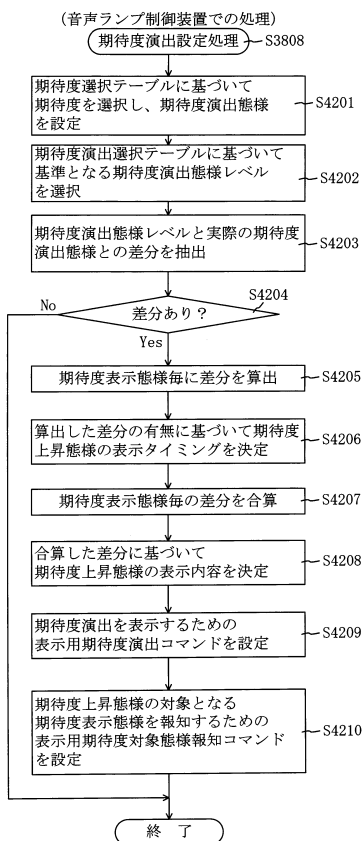 (音声ランプ制御装置での処理)
期待度演出設定処理
S3808
期待度選択テーブルに基づいて
期待度を選択し、期待度演出態様
を設定
S4201
期待度演出選択テーブルに基づいて
基準となる期待度演出態様レベル
を選択
S4202
期待度演出態様レベルと実際の期待度
演出態様との差分を抽出
S4203
S4204
差分あり?
No
Yes
期待度表示態様毎に差分を算出
S4205
算出した差分の有無に基づいて期待度
上昇態様の表示タイミングを決定
S4206
期待度表示態様毎の差分を合算
S4207
合算した差分に基づいて
期待度上昇態様の表示内容を決定
S4208
期待度演出を表示するための
表示用期待度演出コマンドを設定
S4209
期待度上昇態様の対象となる
期待度表示態様を報知するための
表示用期待度対象態様報知コマンド
を設定
S4210
終 了